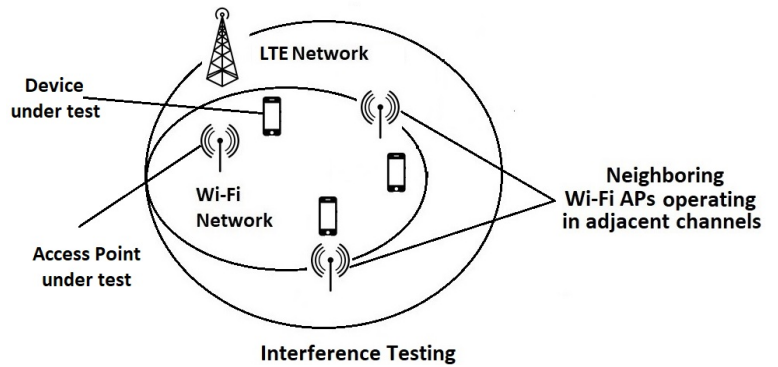 LTE Network
Device
under test
Wi-Fi
Network
Neighboring
Wi-Fi APs operating
in adjacent channels
Access Point
under test
Interference Testing